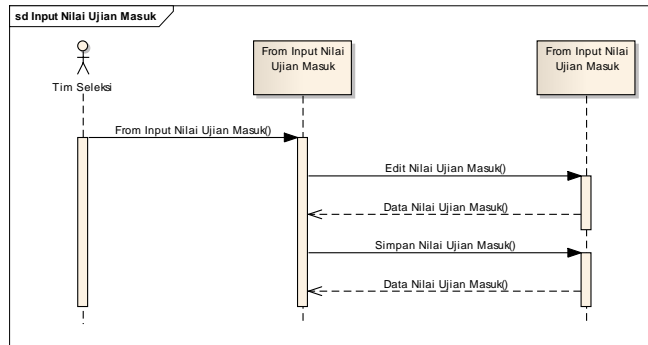 sd Input Nilai Ujian Masuk
Tim Seleksi
From Input Nilai
Ujian Masuk
From Input Nilai
Ujian Masuk
From Input Nilai Ujian Masuk()
Edit Nilai Ujian Masuk()
Data Nilai Ujian Masuk()
Simpan Nilai Ujian Masuk()
Data Nilai Ujian Masuk()